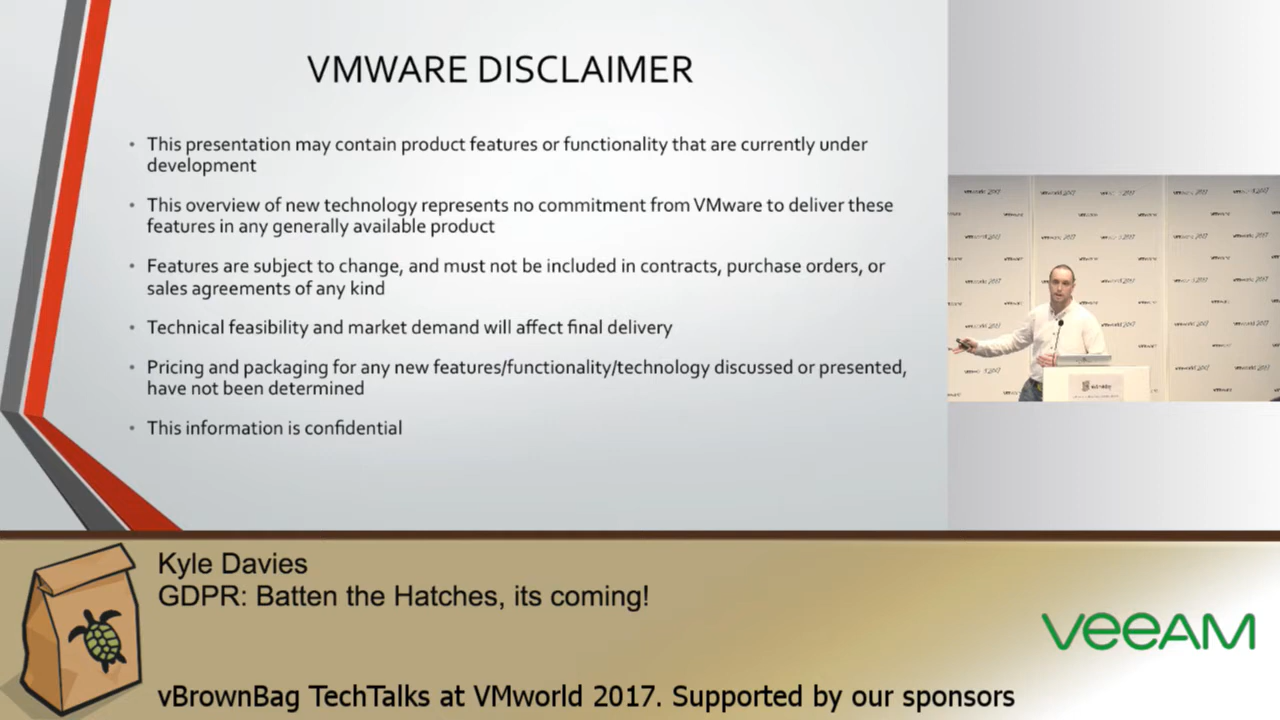 VMWARE DISCLAIMER
• This presentation may contain product features or functionality that are currently under
development
• This overview of new technology represents no commitment from VMware to deliver these
features in any generally available product
• Features are subject to change, and must not be included in contracts, purchase orders, or
sales agreements of any kind
• Technical feasibility and market demand will affect final delivery
• Pricing and packaging for any new features/functionality/technology discussed or presented,
have not been determined
• This information is confidential
Kyle Davies
GDPR: Batten the Hatches, its coming!
veeAM
vBrownBag TechTalks at VMworld 2017. Supported by our sponsors